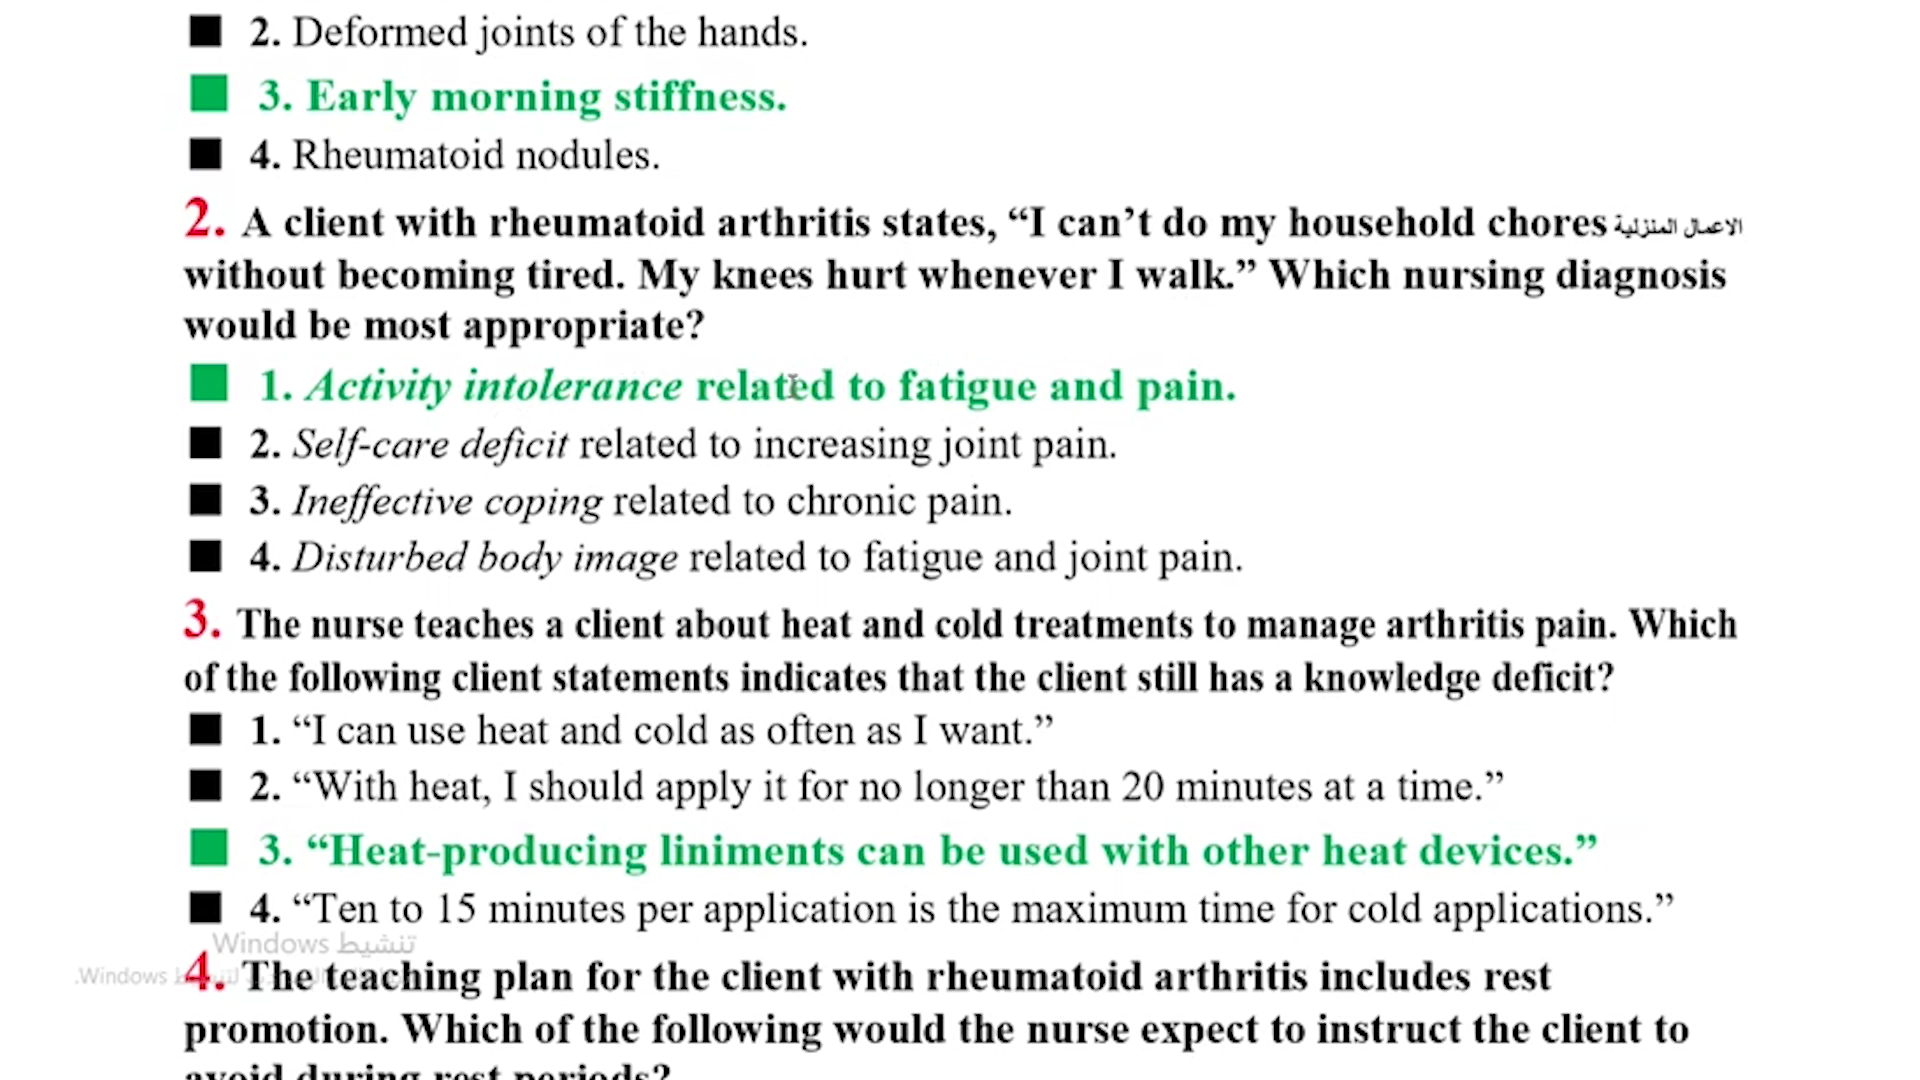 ■ 2. Deformed joints of the hands.
■ 3. Early morning stiffness.
■ 4. Rheumatoid nodules.
2. A client with rheumatoid arthritis states, “I can’t do my household chores الاعمال المنزلية
without becoming tired. My knees hurt whenever I walk.” Which nursing diagnosis
would be most appropriate?
■ 1. Activity intolerance related to fatigue and pain.
■ 2. Self-care deficit related to increasing joint pain.
■ 3. Ineffective coping related to chronic pain.
■ 4. Disturbed body image related to fatigue and joint pain.
3. The nurse teaches a client about heat and cold treatments to manage arthritis pain. Which
of the following client statements indicates that the client still has a knowledge deficit?
■ 1. “I can use heat and cold as often as I want.”
■ 2. “With heat, I should apply it for no longer than 20 minutes at a time.”
■ 3. “Heat-producing liniments can be used with other heat devices.”
■ 4. “Ten to 15 minutes per application is the maximum time for cold applications.”
تنشيط Windows
Windows.
4. The teaching plan for the client with rheumatoid arthritis includes rest
promotion. Which of the following would the nurse expect to instruct the client to
avoid during rest periods?